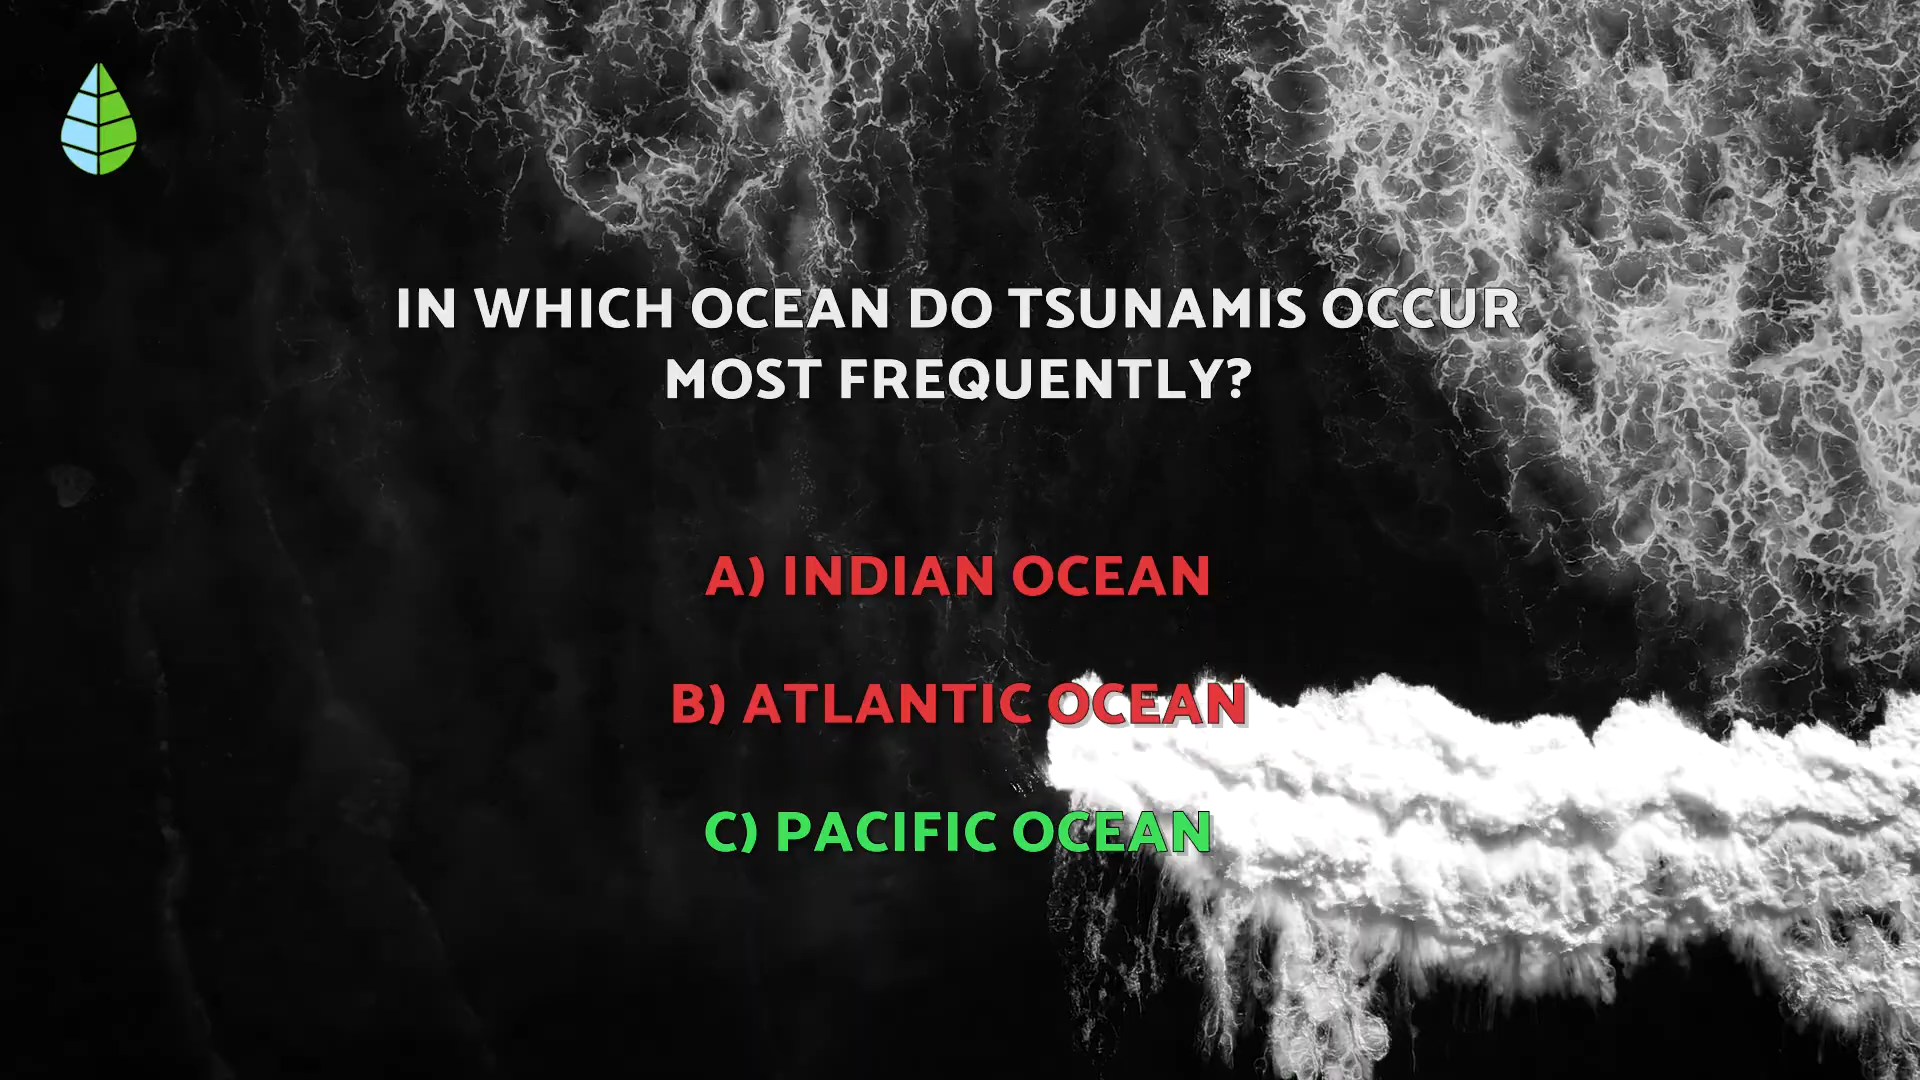 IN WHICH OCEAN DO TSUNAMIS OCCUR
MOST FREQUENTLY?
A) INDIAN OCEAN
B) ATLANTIC OCEAN
C) PACIFIC OCEAN